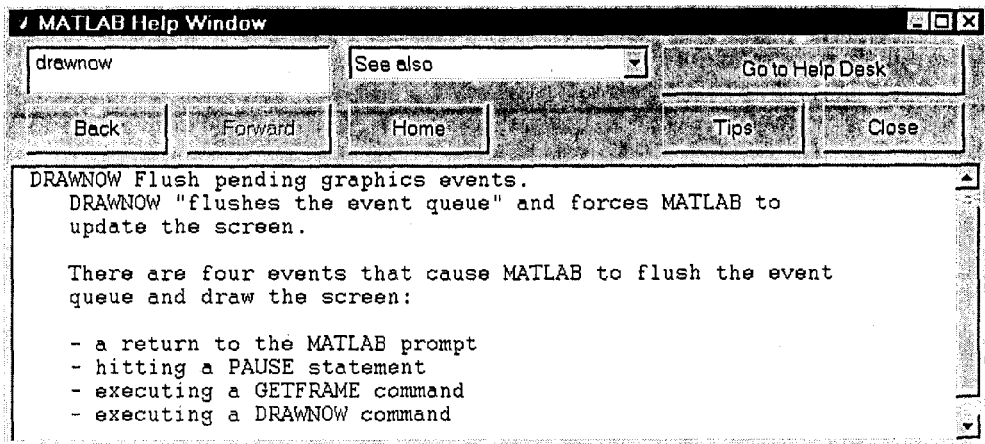 MATLAB Help Window
drawnow
See also
Go to Help Desk
Back
Forward
Home
Tips
Close
DRAWNOW Flush pending graphics events.
DRAWNOW "flushes the event queue" and forces MATLAB to
update the screen.
There are four events that cause MATLAB to flush the event
queue and draw the screen:
- a return to the MATLAB prompt
- hitting a PAUSE statement
- executing a GETFRAME command
- executing a DRAWNOW command